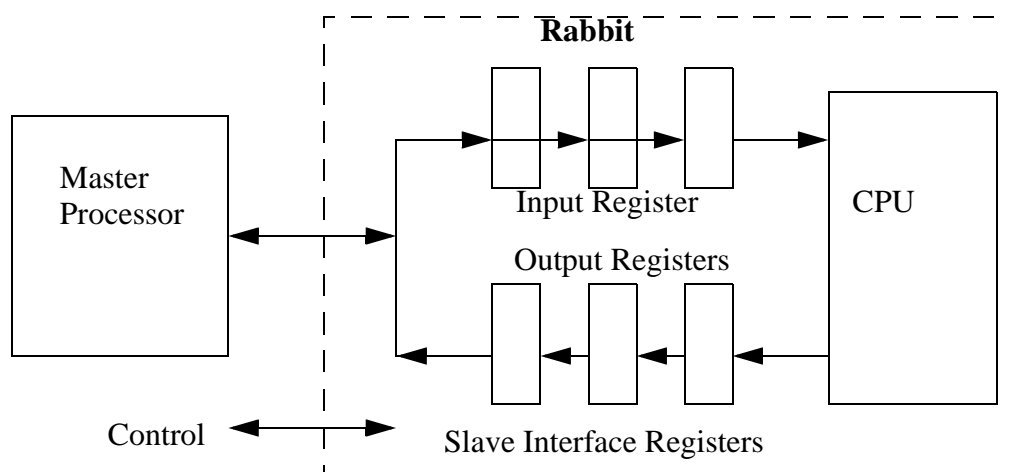 Rabbit
Master
Processor
Input Register
CPU
Output Registers
Control
Slave Interface Registers